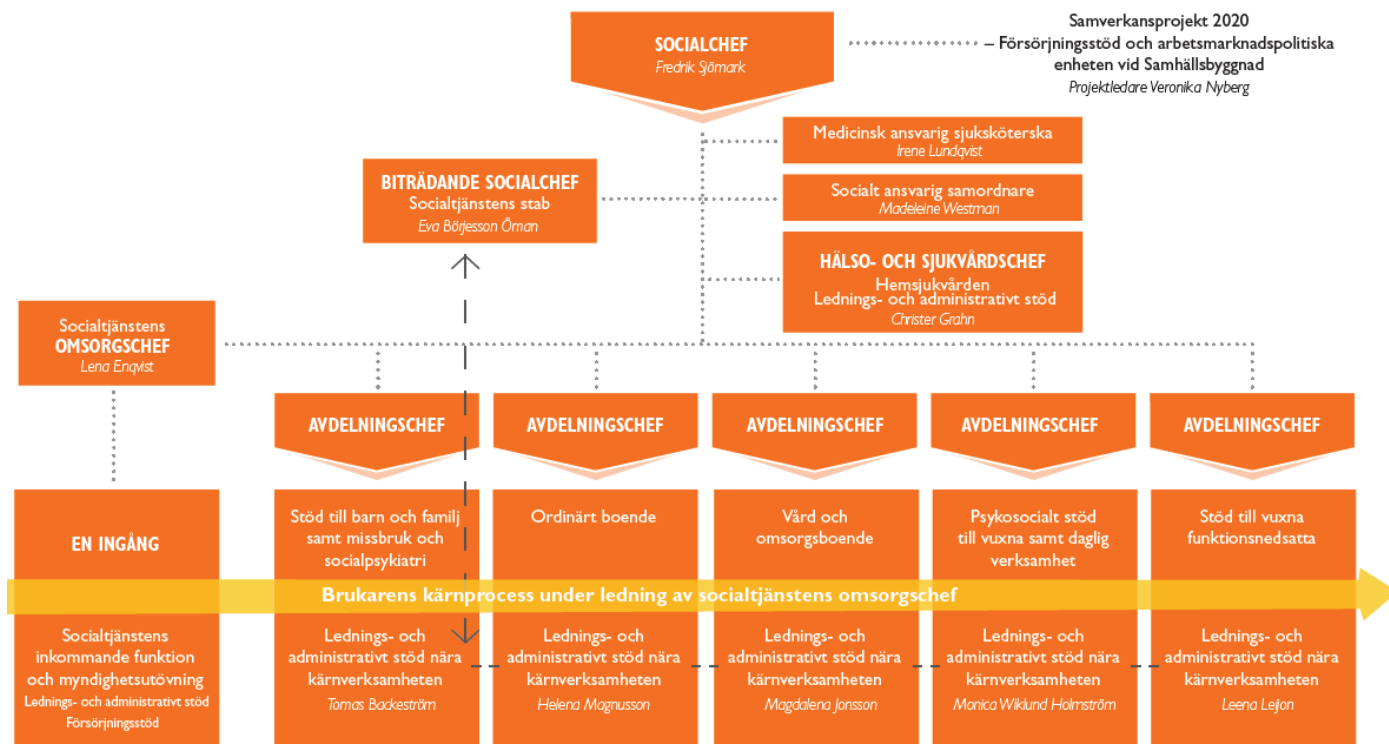 SOCIALCHEF
Fredrik Sjömark
Samverkansprojekt 2020
– Försörjningsstöd och arbetsmarknadspolitiska
enheten vid Samhällsbyggnad
Projektledare Veronika Nyberg
Medicinsk ansvarig sjuksköterska
Irene Lundqvist
BITRÄDANDE SOCIALCHEF
Socialtjänstens stab
Eva Börjesson Öman
Socialt ansvarig samordnare
Madeleine Westman
HÄLSO- OCH SJUKVÅRDSCHEF
Hemsjukvården
Lednings- och administrativt stöd
Christer Grahn
Socialtjänstens
OMSORGSCHEF
Lena Enqvist
AVDELNINGSCHEF
AVDELNINGSCHEF
AVDELNINGSCHEF
AVDELNINGSCHEF
AVDELNINGSCHEF
EN INGÅNG
Stöd till barn och familj
samt missbruk och
socialpsykiatri
Ordinärt boende
Vård och
omsorgsboende
Psykosocialt stöd
till vuxna samt daglig
verksamhet
Stöd till vuxna
funktionsnedsatta
Brukarens kärnprocess under ledning av socialtjänstens omsorgschef
Socialtjänstens
inkommande funktion
och myndighetsutövning
Lednings- och administrativt stöd
Försörjningsstöd
Lednings- och
administrativt stöd nära
kärnverksamheten
Tomas Backeström
Lednings- och
administrativt stöd nära
kärnverksamheten
Helena Magnusson
Lednings- och
administrativt stöd nära
kärnverksamheten
Magdalena Jonsson
Lednings- och
administrativt stöd nära
kärnverksamheten
Monica Wiklund Holmström
Lednings- och
administrativt stöd nära
kärnverksamheten
Leena Leijon